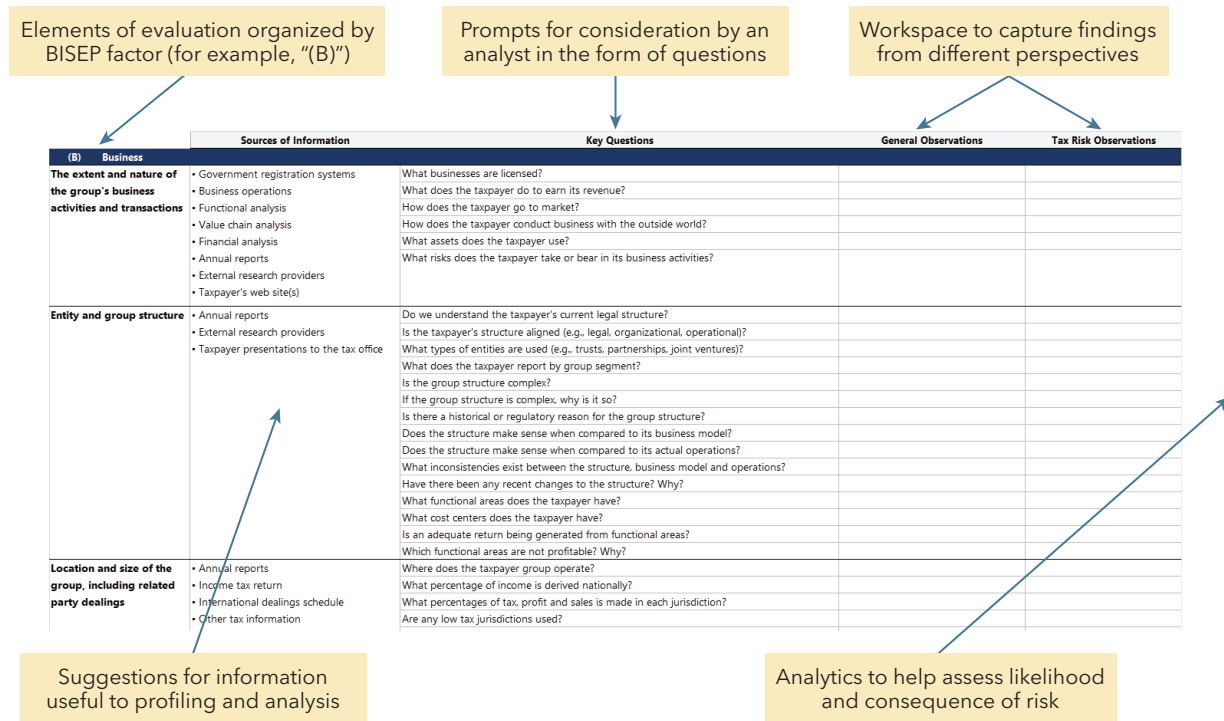 Elements of evaluation organized by
BISEP factor (for example, “(B)”)
Prompts for consideration by an
analyst in the form of questions
Workspace to capture findings
from different perspectives
Sources of Information
Key Questions
General Observations
Tax Risk Observations
(B) Business
The extent and nature of
the group's business
activities and transactions
• Government registration systems
• Business operations
• Functional analysis
• Value chain analysis
• Financial analysis
• Annual reports
• External research providers
• Taxpayer's web site(s)
What businesses are licensed?
What does the taxpayer do to earn its revenue?
How does the taxpayer go to market?
How does the taxpayer conduct business with the outside world?
What assets does the taxpayer use?
What risks does the taxpayer take or bear in its business activities?
Entity and group structure
• Annual reports
• External research providers
• Taxpayer presentations to the tax office
Do we understand the taxpayer's current legal structure?
Is the taxpayer's structure aligned (e.g., legal, organizational, operational)?
What types of entities are used (e.g., trusts, partnerships, joint ventures)?
What does the taxpayer report by group segment?
Is the group structure complex?
If the group structure is complex, why is it so?
Is there a historical or regulatory reason for the group structure?
Does the structure make sense when compared to its business model?
Does the structure make sense when compared to its actual operations?
What inconsistencies exist between the structure, business model and operations?
Have there been any recent changes to the structure? Why?
What functional areas does the taxpayer have?
What cost centers does the taxpayer have?
Is an adequate return being generated from functional areas?
Which functional areas are not profitable? Why?
Location and size of the
group, including related
party dealings
• Annual reports
• Income tax return
• International dealings schedule
• Other tax information
Where does the taxpayer group operate?
What percentage of income is derived nationally?
What percentages of tax, profit and sales is made in each jurisdiction?
Are any low tax jurisdictions used?
Suggestions for information
useful to profiling and analysis
Analytics to help assess likelihood
and consequence of risk